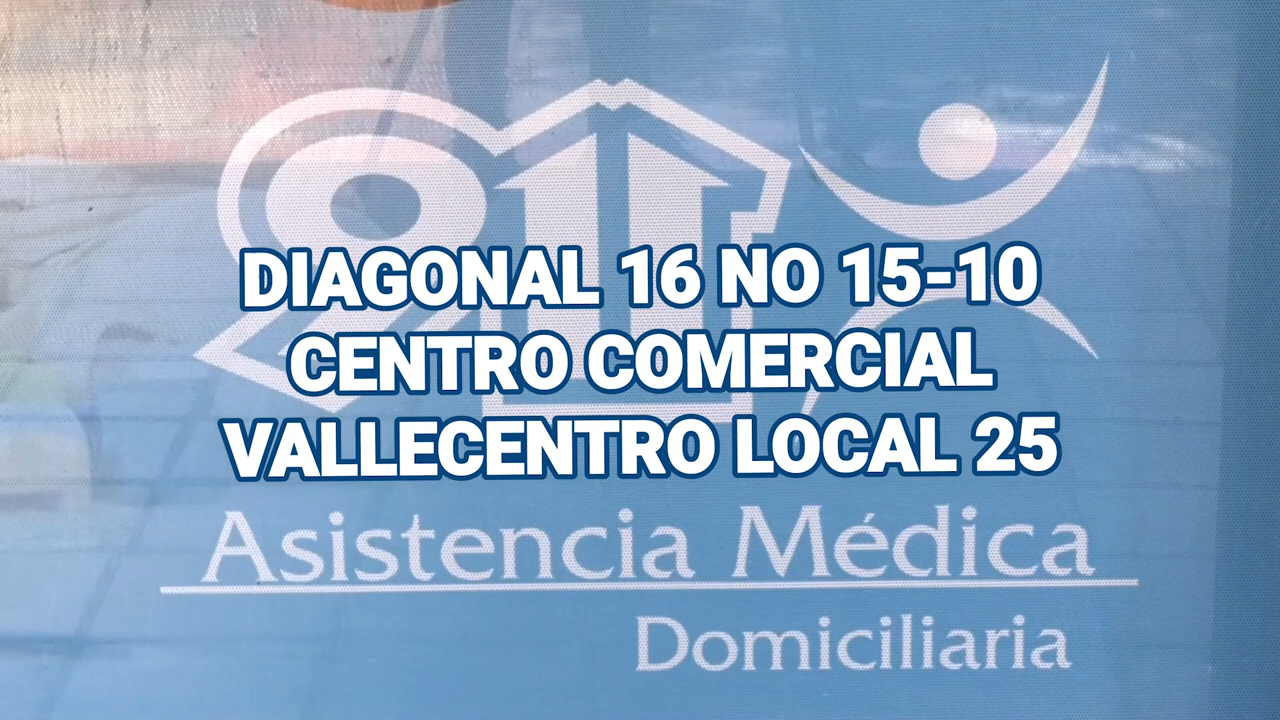 DIAGONAL 16 NO 15-10
CENTRO COMERCIAL
VALLECENTRO LOCAL 25
Asistencia Médica
Domiciliaria